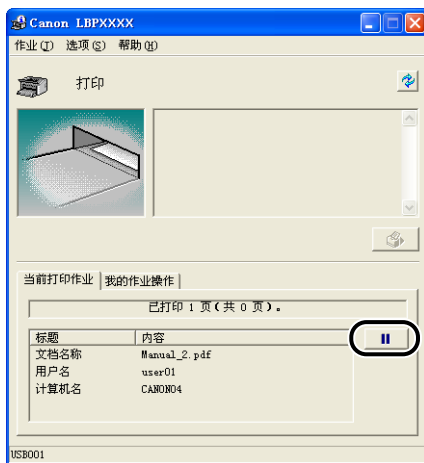 Canon LBPXXXX
作业(J) 选项(S) 帮助(H)
打印
当前打印作业 我的作业操作
已打印 1 页(共 0 页)。
标题 内容
文档名称 Manual_2.pdf
用户名 user01
计算机名 CANON04
USB001